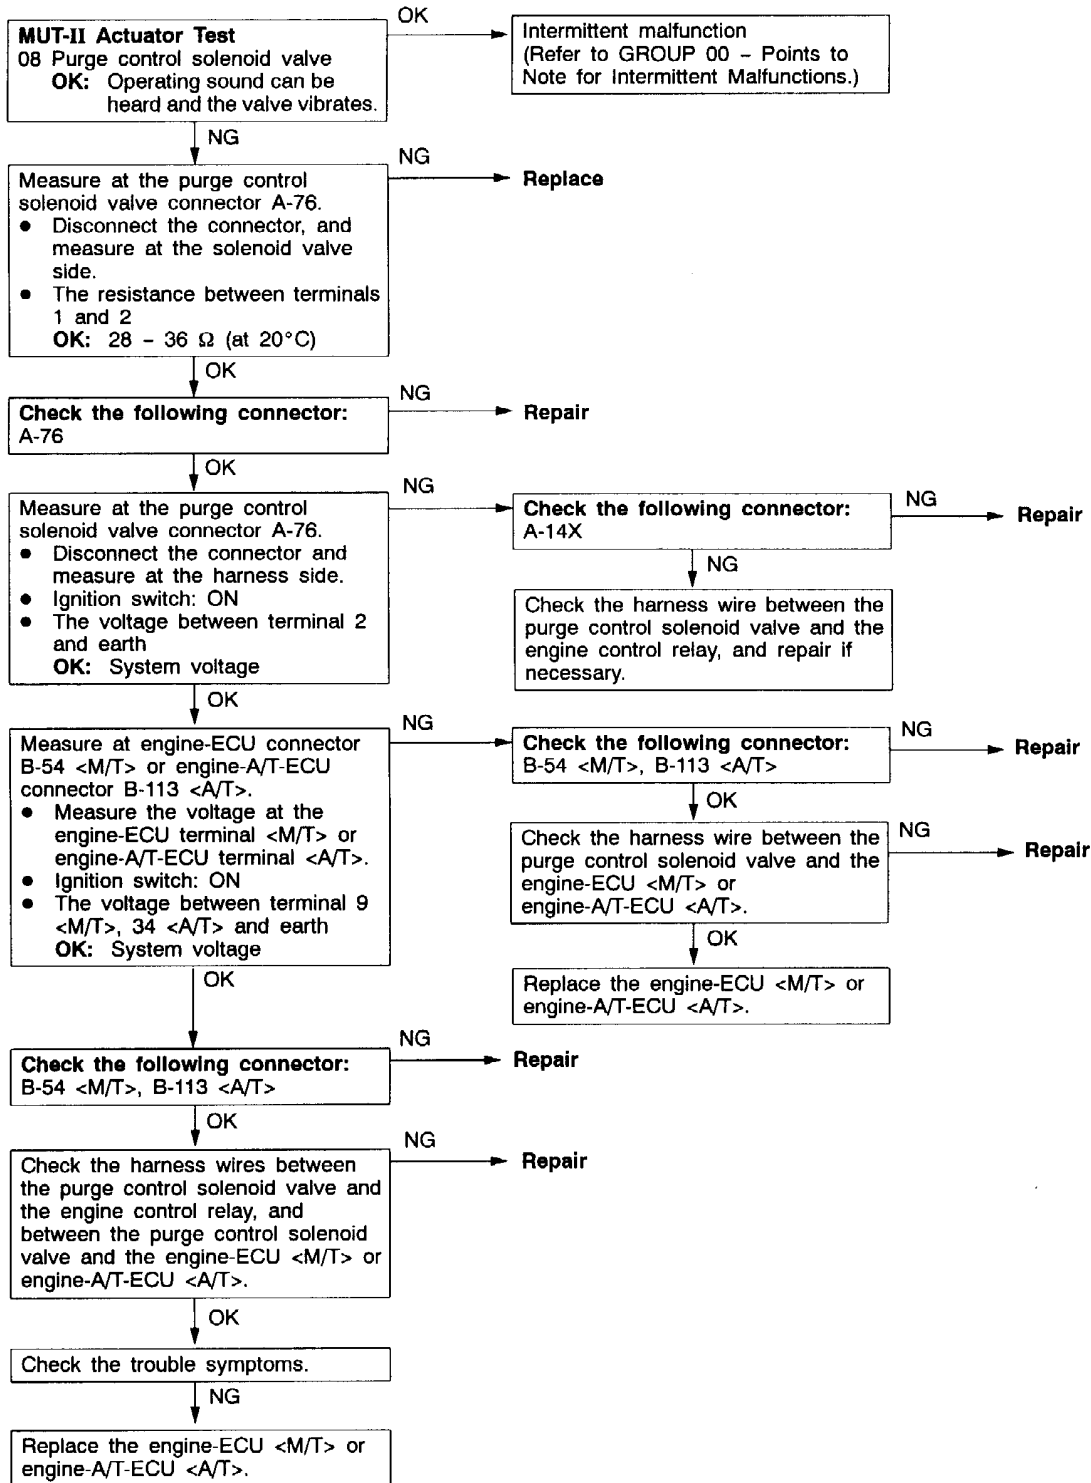 MUT-II Actuator Test
08 Purge control solenoid valve
OK: Operating sound can be
heard and the valve vibrates.
OK
Intermittent malfunction
(Refer to GROUP 00 – Points to
Note for Intermittent Malfunctions.)
NG
Measure at the purge control
solenoid valve connector A-76.
● Disconnect the connector, and
measure at the solenoid valve
side.
● The resistance between terminals
1 and 2
OK: 28 – 36 Ω (at 20°C)
NG
Replace
OK
Check the following connector:
A-76
NG
Repair
OK
Measure at the purge control
solenoid valve connector A-76.
● Disconnect the connector and
measure at the harness side.
● Ignition switch: ON
● The voltage between terminal 2
and earth
OK: System voltage
NG
Check the following connector:
A-14X
NG
Repair
NG
Check the harness wire between the
purge control solenoid valve and the
engine control relay, and repair if
necessary.
OK
Measure at engine-ECU connector
B-54 <M/T> or engine-A/T-ECU
connector B-113 <A/T>.
● Measure the voltage at the
engine-ECU terminal <M/T> or
engine-A/T-ECU terminal <A/T>.
● Ignition switch: ON
● The voltage between terminal 9
<M/T>, 34 <A/T> and earth
OK: System voltage
NG
Check the following connector:
B-54 <M/T>, B-113 <A/T>
NG
Repair
OK
Check the harness wire between the
purge control solenoid valve and the
engine-ECU <M/T> or
engine-A/T-ECU <A/T>.
NG
Repair
OK
Replace the engine-ECU <M/T> or
engine-A/T-ECU <A/T>.
OK
Check the following connector:
B-54 <M/T>, B-113 <A/T>
NG
Repair
OK
Check the harness wires between
the purge control solenoid valve and
the engine control relay, and
between the purge control solenoid
valve and the engine-ECU <M/T> or
engine-A/T-ECU <A/T>.
NG
Repair
OK
Check the trouble symptoms.
NG
Replace the engine-ECU <M/T> or
engine-A/T-ECU <A/T>.